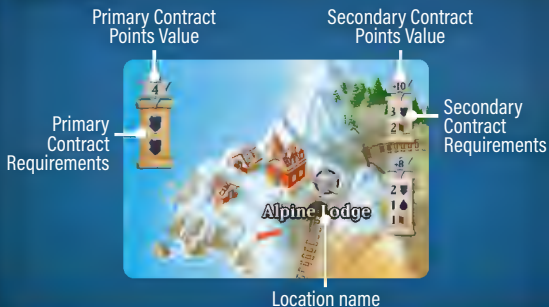 Primary Contract
Points Value
Secondary Contract
Points Value
4
+10
3
2
Primary
Contract
Requirements
Secondary
Contract
Requirements
+8
2
1
1
Alpine Lodge
Location name